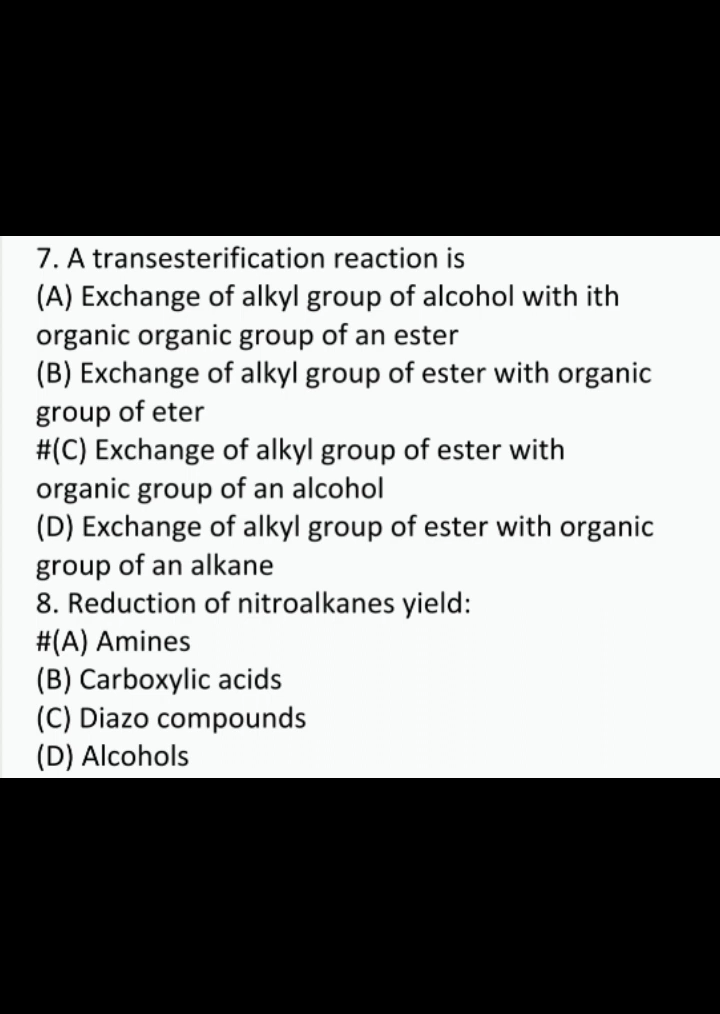 7. A transesterification reaction is
(A) Exchange of alkyl group of alcohol with ith
organic organic group of an ester
(B) Exchange of alkyl group of ester with organic
group of eter
#(C) Exchange of alkyl group of ester with
organic group of an alcohol
(D) Exchange of alkyl group of ester with organic
group of an alkane
8. Reduction of nitroalkanes yield:
#(A) Amines
(B) Carboxylic acids
(C) Diazo compounds
(D) Alcohols